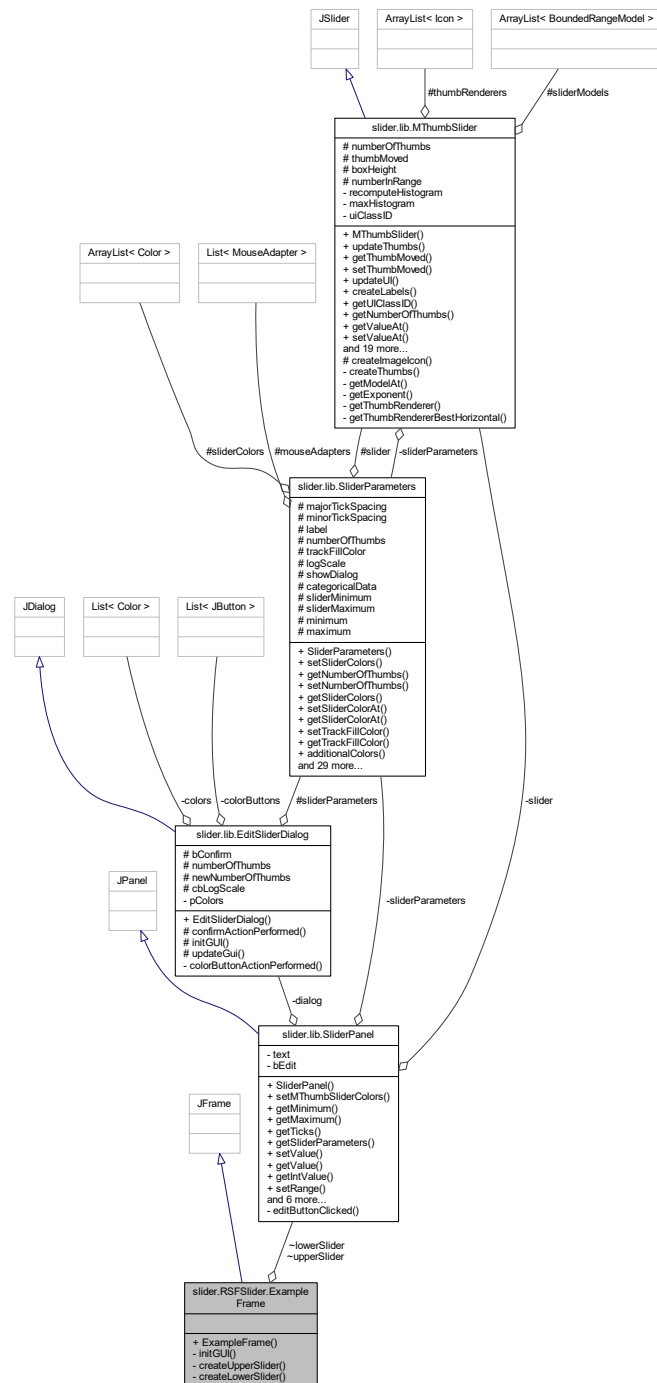 JSlider
ArrayList< Icon >
ArrayList< BoundedRangeModel >
#thumbRenderers
#sliderModels
slider.lib.MThumbSlider
# numberOfThumbs
# thumbMoved
# boxHeight
# numberInRange
- recomputeHistogram
- maxHistogram
- uiClassID
+ MThumbSlider()
+ updateThumbs()
+ getThumbMoved()
+ setThumbMoved()
+ updateUI()
+ createLabels()
+ getUIClassID()
+ getNumberOfThumbs()
+ getValueAt()
+ setValueAt()
and 19 more...
# createImageIcon()
- createThumbs()
- getModelAt()
- getExponent()
- getThumbRenderer()
- getThumbRendererBestHorizontal()
ArrayList< Color >
List< MouseAdapter >
#sliderColors
#mouseAdapters
#slider
-sliderParameters
slider.lib.SliderParameters
# majorTickSpacing
# minorTickSpacing
# label
# numberOfThumbs
# trackFillColor
# logScale
# showDialog
# categoricalData
# sliderMinimum
# sliderMaximum
# minimum
# maximum
+ SliderParameters()
+ setSliderColors()
+ getNumberOfThumbs()
+ setNumberOfThumbs()
+ getSliderColors()
+ setSliderColorAt()
+ getSliderColorAt()
+ setTrackFillColor()
+ getTrackFillColor()
+ additionalColors()
and 29 more...
JDialog
List< Color >
List< JButton >
-colors
-colorButtons
#sliderParameters
-slider
slider.lib.EditSliderDialog
# bConfirm
# numberOfThumbs
# newNumberOfThumbs
# cbLogScale
- pColors
+ EditSliderDialog()
# confirmActionPerformed()
# initGUI()
# updateGui()
- colorButtonActionPerformed()
JPanel
-sliderParameters
-dialog
slider.lib.SliderPanel
- text
- bEdit
+ SliderPanel()
+ setMThumbSliderColors()
+ getMinimum()
+ getMaximum()
+ getTicks()
+ getSliderParameters()
+ setValue()
+ getValue()
+ getIntValue()
+ setRange()
and 6 more...
- editButtonClicked()
JFrame
~lowerSlider
~upperSlider
slider.RSFSlider.Example
Frame
+ ExampleFrame()
- initGUI()
- createUpperSlider()
- createLowerSlider()